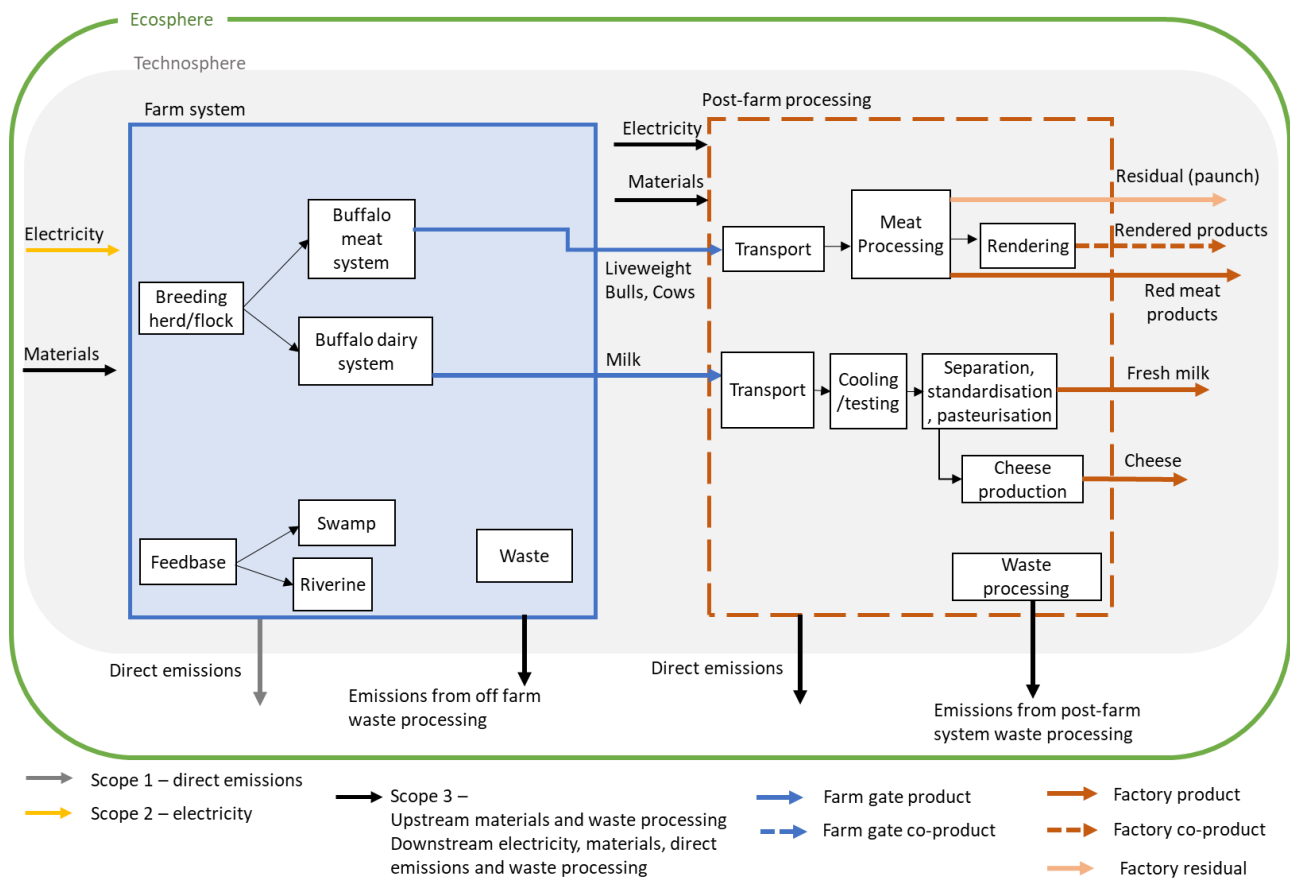 Ecosphere
Technosphere
Farm system
Post-farm processing
Electricity
Materials
Electricity
Materials
Breeding
herd/flock
Buffalo
meat
system
Buffalo dairy
system
Liveweight
Bulls, Cows
Milk
Transport
Meat
Processing
Rendering
Residual (paunch)
Rendered products
Red meat
products
Transport
Cooling
/testing
Separation,
standardisation
, pasteurisation
Fresh milk
Cheese
production
Cheese
Feedbase
Swamp
Riverine
Waste
Waste
processing
Direct emissions
Emissions from off farm
waste processing
Direct emissions
Emissions from post-farm
system waste processing
Scope 1 – direct emissions
Scope 2 – electricity
Scope 3 –
Upstream materials and waste processing
Downstream electricity, materials, direct
emissions and waste processing
Farm gate product
Farm gate co-product
Factory product
Factory co-product
Factory residual